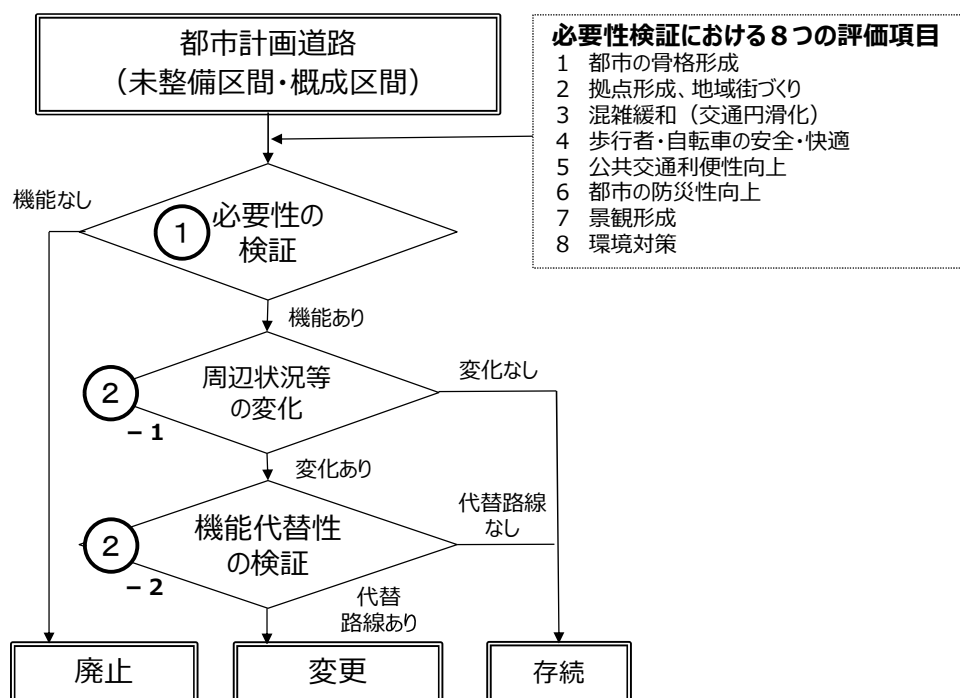 都市計画道路
（未整備区間・概成区間）
必要性検証における８つの評価項目
1 都市の骨格形成
2 拠点形成、地域街づくり
3 混雑緩和（交通円滑化）
4 歩行者・自転車の安全・快適
5 公共交通利便性向上
6 都市の防災性向上
7 景観形成
8 環境対策
機能なし
1
必要性の
検証
機能あり
2
－1
周辺状況等
の変化
変化なし
変化あり
2
－2
機能代替性
の検証
代替路線
なし
代替
路線あり
廃止
変更
存続